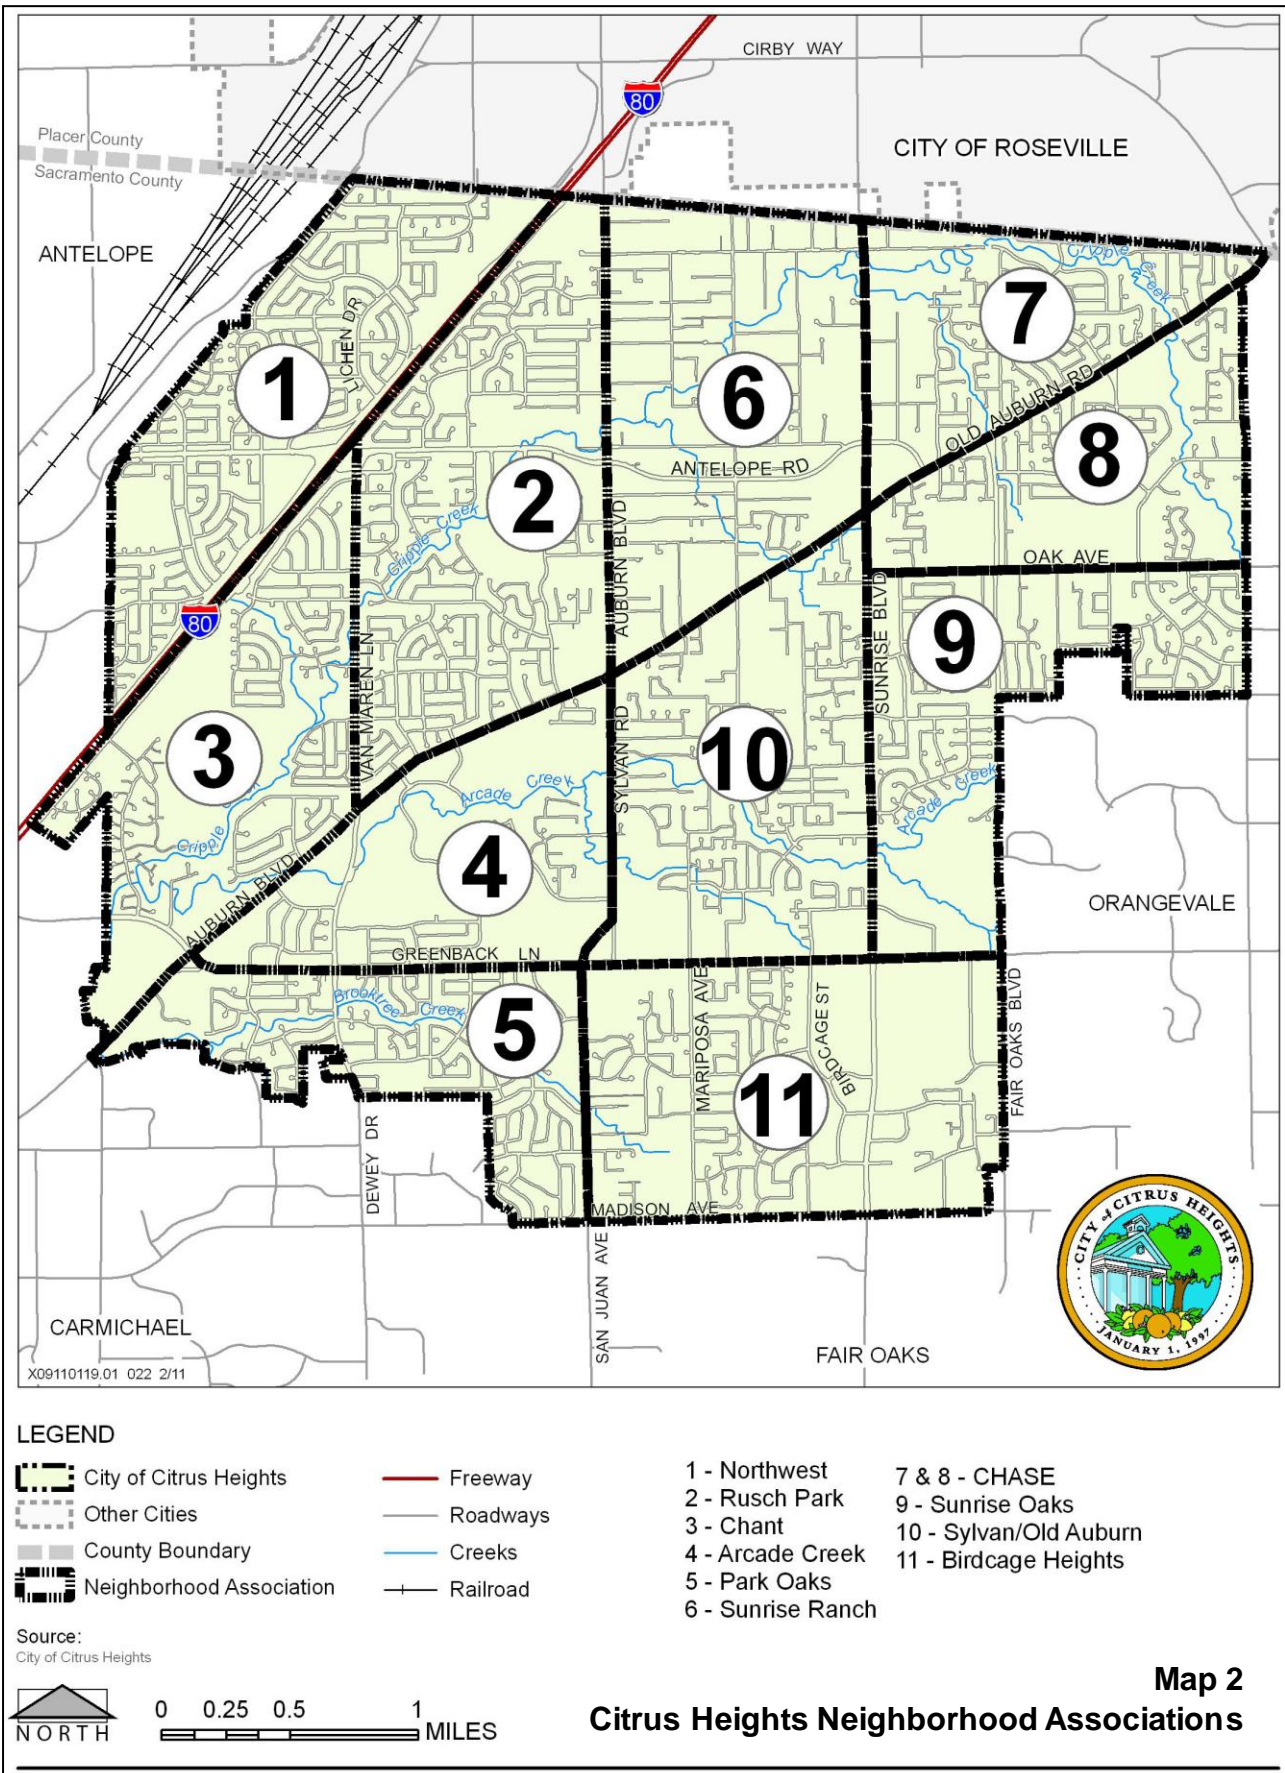 CIRBY WAY
80
CITY OF ROSEVILLE
Placer County
Sacramento County
ANTELOPE
Cripple Creek
7
LICHEN DR
1
6
OLD AUBURN RD
8
ANTELOPE RD
2
Cripple Creek
AUBURN BLVD
OAK AVE
80
SUNRISE BLVD
9
VAN MAREN LN
3
10
SYLVAN RD
Arcade Creek
Arcade Creek
Cripple Creek
4
AUBURN BLVD
ORANGEVALE
GREENBACK LN
Brooktree Creek
5
MARIPOSA AVE
BIRDCAGE ST
FAIR OAKS BLVD
11
DEWEY DR
MADISON AVE
SAN JUAN AVE
CITY of CITRUS HEIGHTS
JANUARY 1, 1997
CARMICHAEL
FAIR OAKS
X09110119.01 022 2/11
LEGEND
City of Citrus Heights
Other Cities
County Boundary
Neighborhood Association
Freeway
Roadways
Creeks
Railroad
1 - Northwest
2 - Rusch Park
3 - Chant
4 - Arcade Creek
5 - Park Oaks
6 - Sunrise Ranch
7 & 8 - CHASE
9 - Sunrise Oaks
10 - Sylvan/Old Auburn
11 - Birdcage Heights
Source:
City of Citrus Heights
NORTH
0 0.25 0.5 1
MILES
Map 2
Citrus Heights Neighborhood Associations